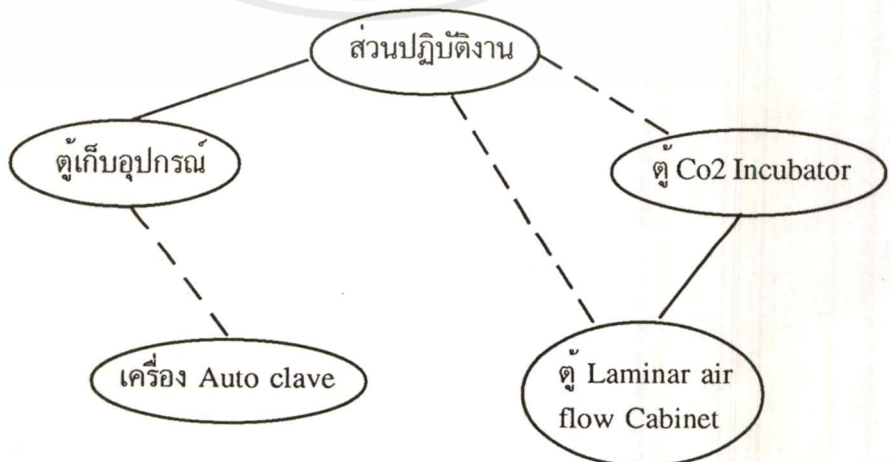 ส่วนปฏิบัติงาน
ตู้เก็บอุปกรณ์
ตู้ Co2 Incubator
เครื่อง Auto clave
ตู้ Laminar air
flow Cabinet